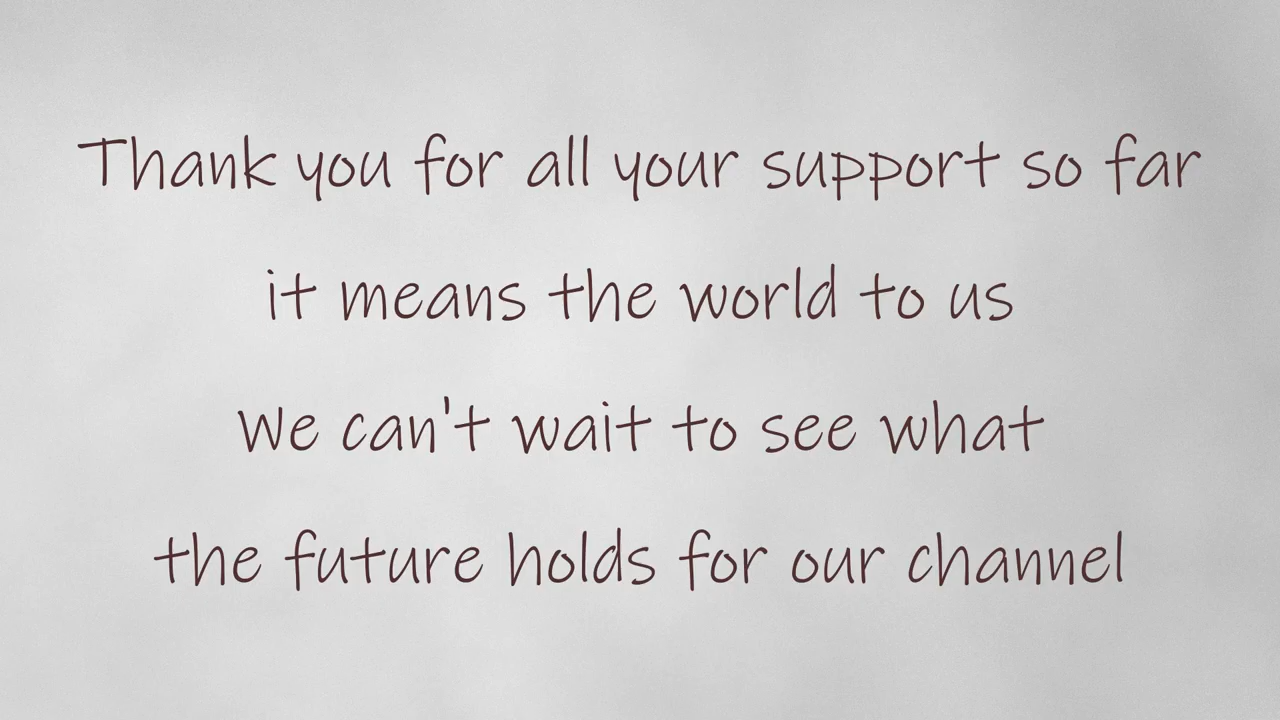 Thank you for all your support so far
it means the world to us
We can't wait to see what
the future holds for our channel